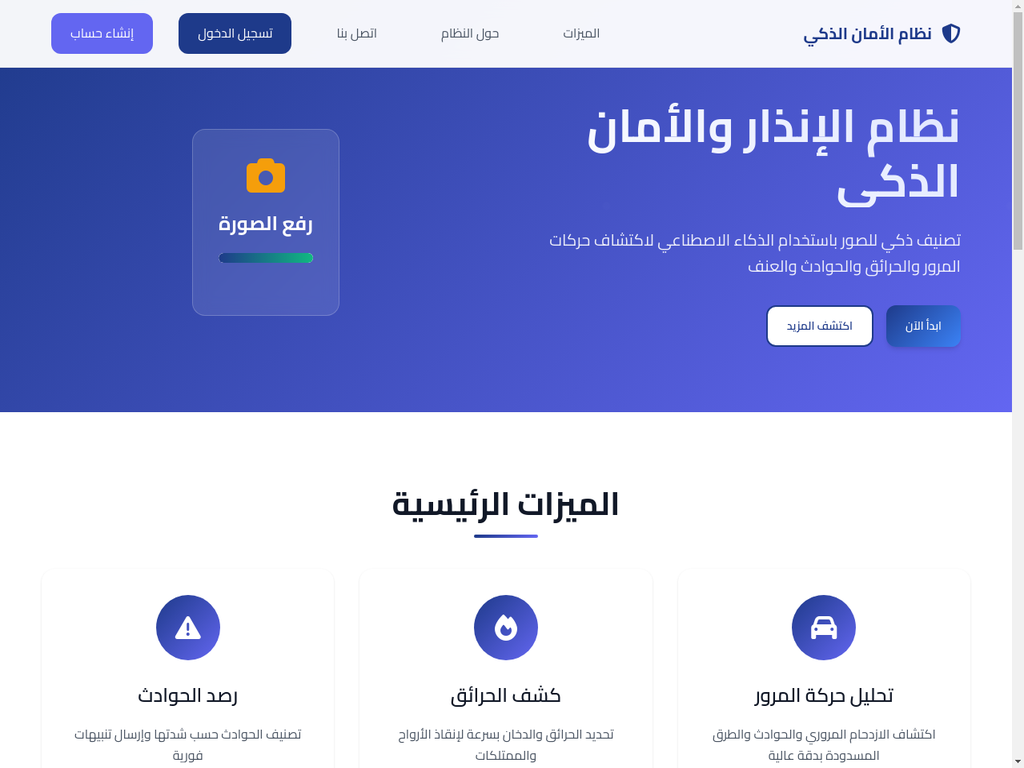 نظام الأمان الذكي
الميزات
حول النظام
اتصل بنا
تسجيل الدخول
إنشاء حساب
نظام الإنذار والأمان
الذكي
تصنيف ذكي للصور باستخدام الذكاء الاصطناعي لاكتشاف حركات
المرور والحرائق والحوادث والعنف
ابدأ الآن
اكتشف المزيد
رفع الصورة
الميزات الرئيسية
تحليل حركة المرور
اكتشاف الازدحام المروري والحوادث والطرق
المسدودة بدقة عالية
كشف الحرائق
تحديد الحرائق والدخان بسرعة لإنقاذ الأرواح
والممتلكات
رصد الحوادث
تصنيف الحوادث حسب شدتها وإرسال تنبيهات
فورية